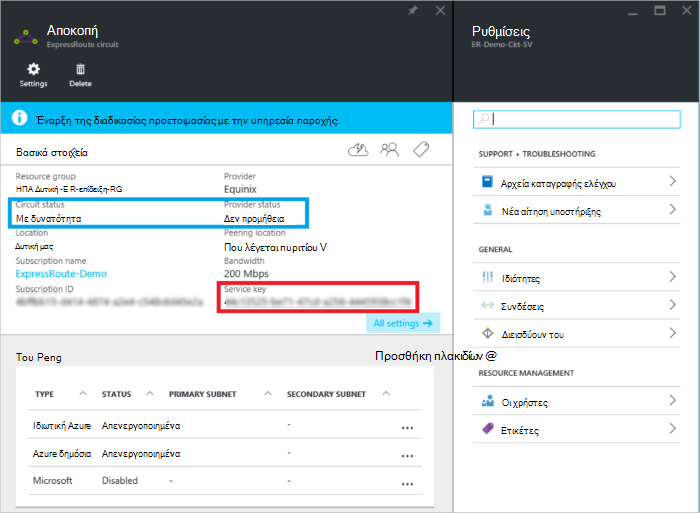 Αποκοπή
ExpressRoute circuit
Settings
Delete
Έναρξη της διαδικασίας προετοιμασίας με την υπηρεσία παροχής.
Βασικά στοιχεία
Resource group
ΗΠΑ Δυτική -E R-επίδειξη-RG
Provider
Equinix
Circuit status
Με δυνατότητα
Provider status
Δεν προμήθεια
Location
Δυτική μας
Peering location
Που λέγεται πυριτίου V
Subscription name
ExpressRoute-Demo
Bandwidth
200 Mbps
Subscription ID
Service key
All settings →
Του Peng
Προσθήκη πλακιδίων @
TYPE STATUS PRIMARY SUBNET SECONDARY SUBNET
Ιδιωτική Azure Απενεργοποιημένα -
Azure δημόσια Απενεργοποιημένα -
Microsoft Disabled - -
Ρυθμίσεις
ER-Demo-Ckt-SV
SUPPORT + TROUBLESHOOTING
Αρχεία καταγραφής ελέγχου
Νέα αίτηση υποστήριξης
GENERAL
Ιδιότητες
Συνδέσεις
Διεισδύουν του
RESOURCE MANAGEMENT
Οι χρήστες
Ετικέτες